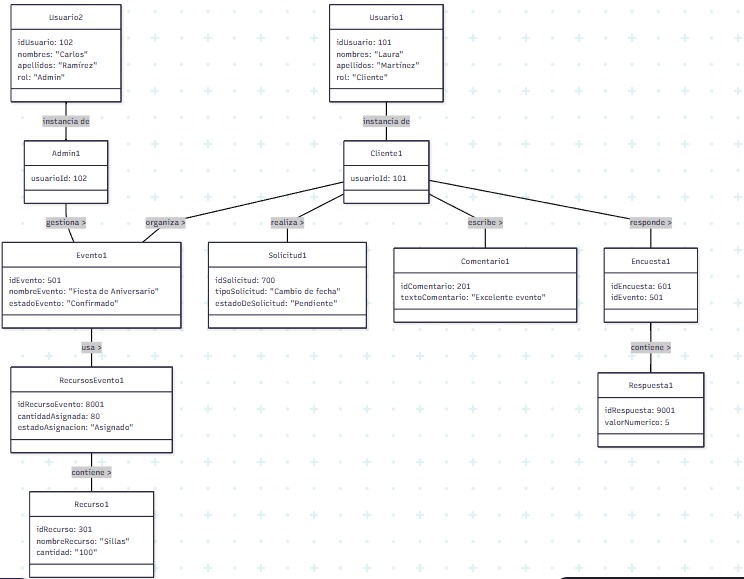 Usuario2
idUsuario: 102
nombres: "Carlos"
apellidos: "Ramírez"
rol: "Admin"
Usuario1
idUsuario: 101
nombres: "Laura"
apellidos: "Martínez"
rol: "Cliente"
instancia de
instancia de
Admin1
usuarioId: 102
Cliente1
usuarioId: 101
gestiona >
organiza >
realiza >
escribe >
responde >
Evento1
idEvento: 501
nombreEvento: "Fiesta de Aniversario"
estadoEvento: "Confirmado"
Solicitud1
idSolicitud: 700
tipoSolicitud: "Cambio de fecha"
estadoDeSolicitud: "Pendiente"
Comentario1
idComentario: 201
textoComentario: "Excelente evento"
Encuesta1
idEncuesta: 601
idEvento: 501
usa >
contiene >
RecursosEvento1
idRecursoEvento: 8001
cantidadAsignada: 80
estadoAsignacion: "Asignado"
Respuesta1
idRespuesta: 9001
valorNumerico: 5
contiene >
Recurso1
idRecurso: 301
nombreRecurso: "Sillas"
cantidad: "100"